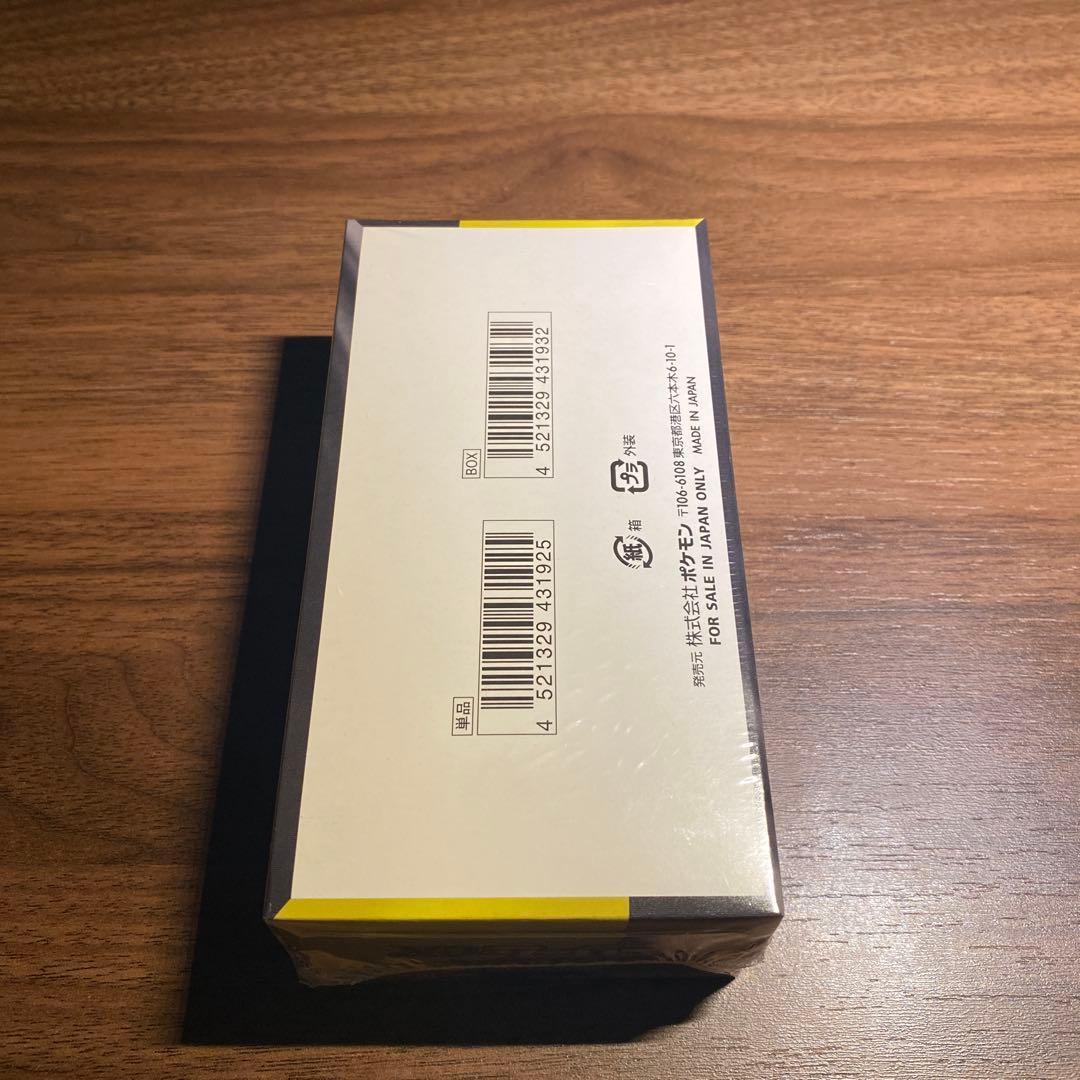 単品
4 521329 431925
BOX
4 521329 431932
紙
箱
プラ
外装
発売元 株式会社 ポケモン 〒106-6108 東京都港区六本木6-10-1
FOR SALE IN JAPAN ONLY MADE IN JAPAN